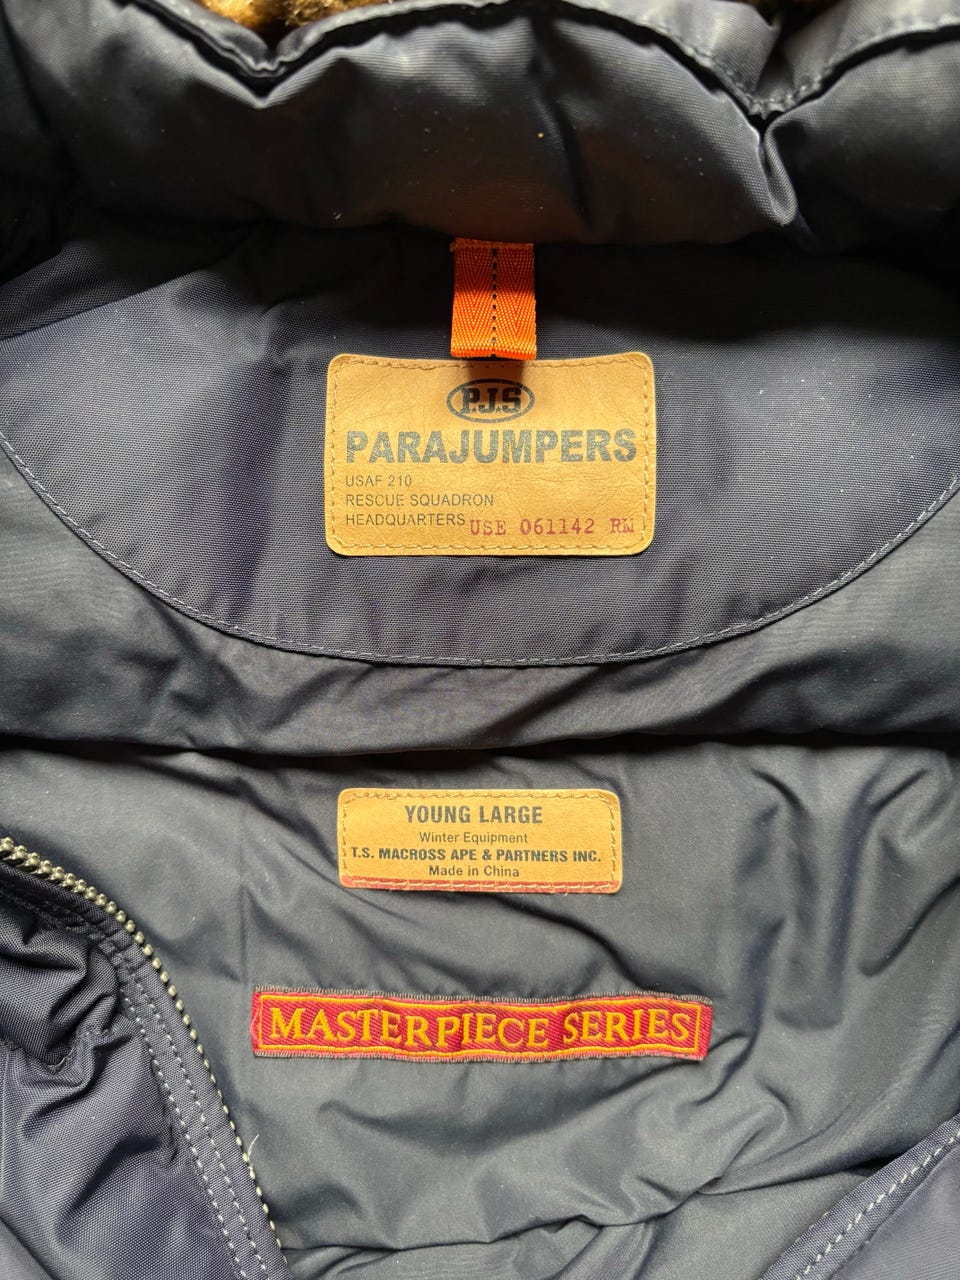 P.J.S
PARAJUMPERS
USAF 210
RESCUE SQUADRON
HEADQUARTERS USE 061142 RM
YOUNG LARGE
Winter Equipment
T.S. MACROSS APE & PARTNERS INC.
Made in China
MASTERPIECE SERIES